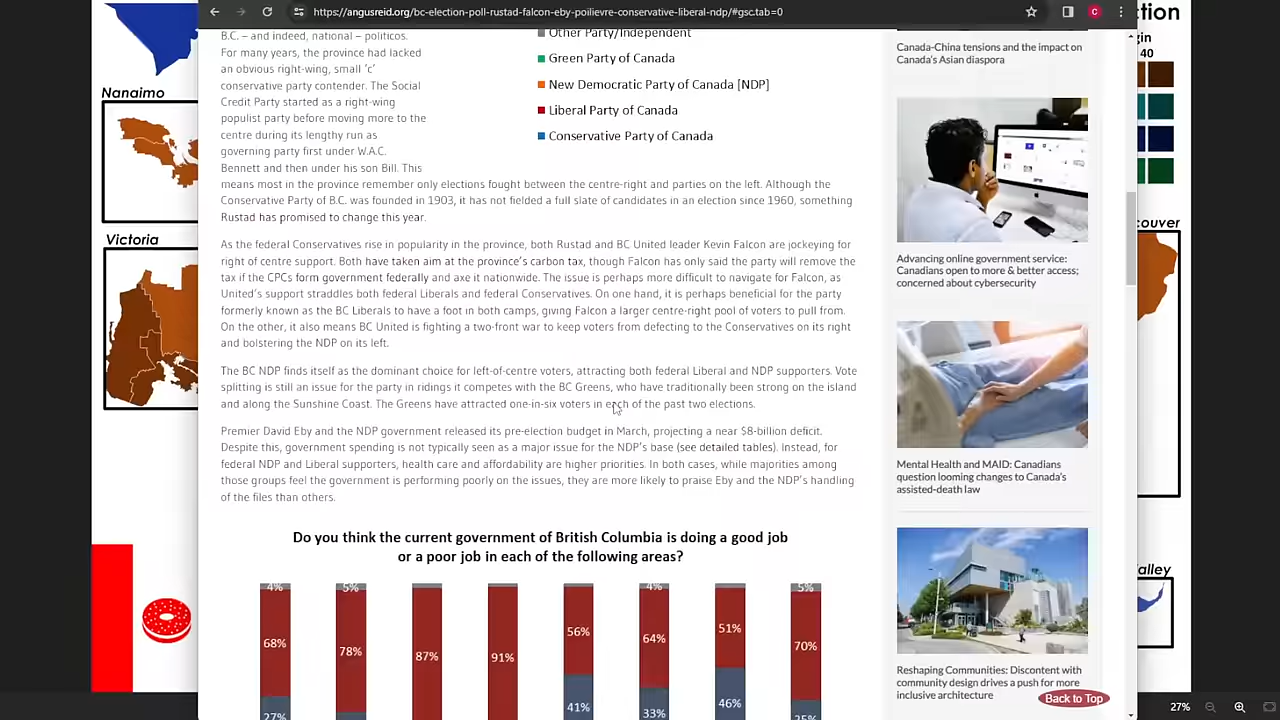 https://angusreid.org/bc-election-poll-rustad-falcon-eby-poilievre-conservative-liberal-ndp/#gsc.tab=0
B.C. – and indeed, national – politicos.
For many years, the province had lacked
an obvious right-wing, small ‘c’
conservative party contender. The Social
Credit Party started as a right-wing
populist party before moving more to the
centre during its lengthy run as
governing party first under W.A.C.
Bennett and then under his son Bill. This
means most in the province remember only elections fought between the centre-right and parties on the left. Although the
Conservative Party of B.C. was founded in 1903, it has not fielded a full slate of candidates in an election since 1960, something
Rustad has promised to change this year.
Other Party/Independent
Green Party of Canada
New Democratic Party of Canada [NDP]
Liberal Party of Canada
Conservative Party of Canada
As the federal Conservatives rise in popularity in the province, both Rustad and BC United leader Kevin Falcon are jockeying for
right of centre support. Both have taken aim at the province’s carbon tax, though Falcon has only said the party will remove the
tax if the CPCs form government federally and axe it nationwide. The issue is perhaps more difficult to navigate for Falcon, as
United’s support straddles both federal Liberals and federal Conservatives. On one hand, it is perhaps beneficial for the party
formerly known as the BC Liberals to have a foot in both camps, giving Falcon a larger centre-right pool of voters to pull from.
On the other, it also means BC United is fighting a two-front war to keep voters from defecting to the Conservatives on its right
and bolstering the NDP on its left.
The BC NDP finds itself as the dominant choice for left-of-centre voters, attracting both federal Liberal and NDP supporters. Vote
splitting is still an issue for the party in ridings it competes with the BC Greens, who have traditionally been strong on the island
and along the Sunshine Coast. The Greens have attracted one-in-six voters in each of the past two elections.
Premier David Eby and the NDP government released its pre-election budget in March, projecting a near $8-billion deficit.
Despite this, government spending is not typically seen as a major issue for the NDP’s base (see detailed tables). Instead, for
federal NDP and Liberal supporters, health care and affordability are higher priorities. In both cases, while majorities among
those groups feel the government is performing poorly on the issues, they are more likely to praise Eby and the NDP’s handling
of the files than others.
Do you think the current government of British Columbia is doing a good job
or a poor job in each of the following areas?
4% 5% 4% 5%
68% 78% 87% 91% 56% 64% 51% 70%
27% 41% 33% 46% 25%
Canada-China tensions and the impact on
Canada’s Asian diaspora
Advancing online government service:
Canadians open to more & better access;
concerned about cybersecurity
Mental Health and MAID: Canadians
question looming changes to Canada’s
assisted-death law
Reshaping Communities: Discontent with
community design drives a push for more
inclusive architecture
Back to Top
Nanaimo
Victoria
ction
gin
40
couver
alley
27%